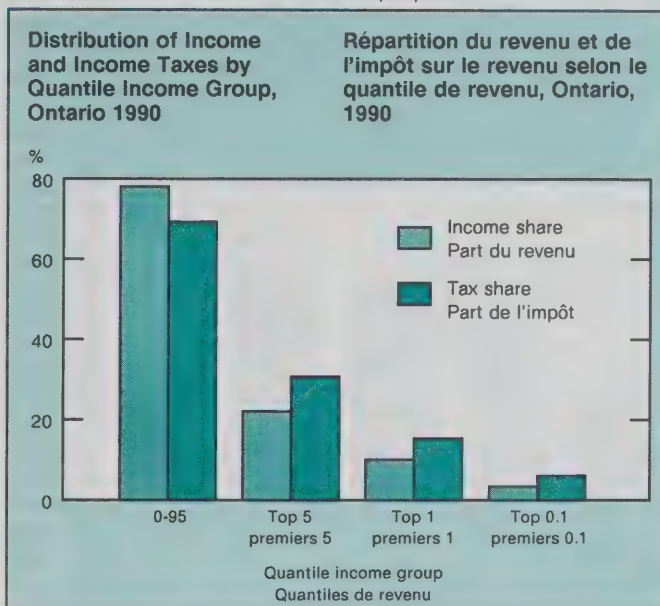 Distribution of Income
and Income Taxes by
Quantile Income Group,
Ontario 1990
Répartition du revenu et de
l'impôt sur le revenu selon le
quantile de revenu, Ontario,
1990
%
80
60
40
20
0
Income share
Part du revenu
Tax share
Part de l'impôt
0-95
Top 5
premiers 5
Top 1
premiers 1
Top 0.1
premiers 0.1
Quantile income group
Quantiles de revenu